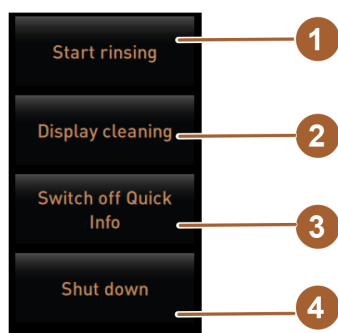 Start rinsing
1
Display cleaning
2
Switch off Quick
Info
3
Shut down
4